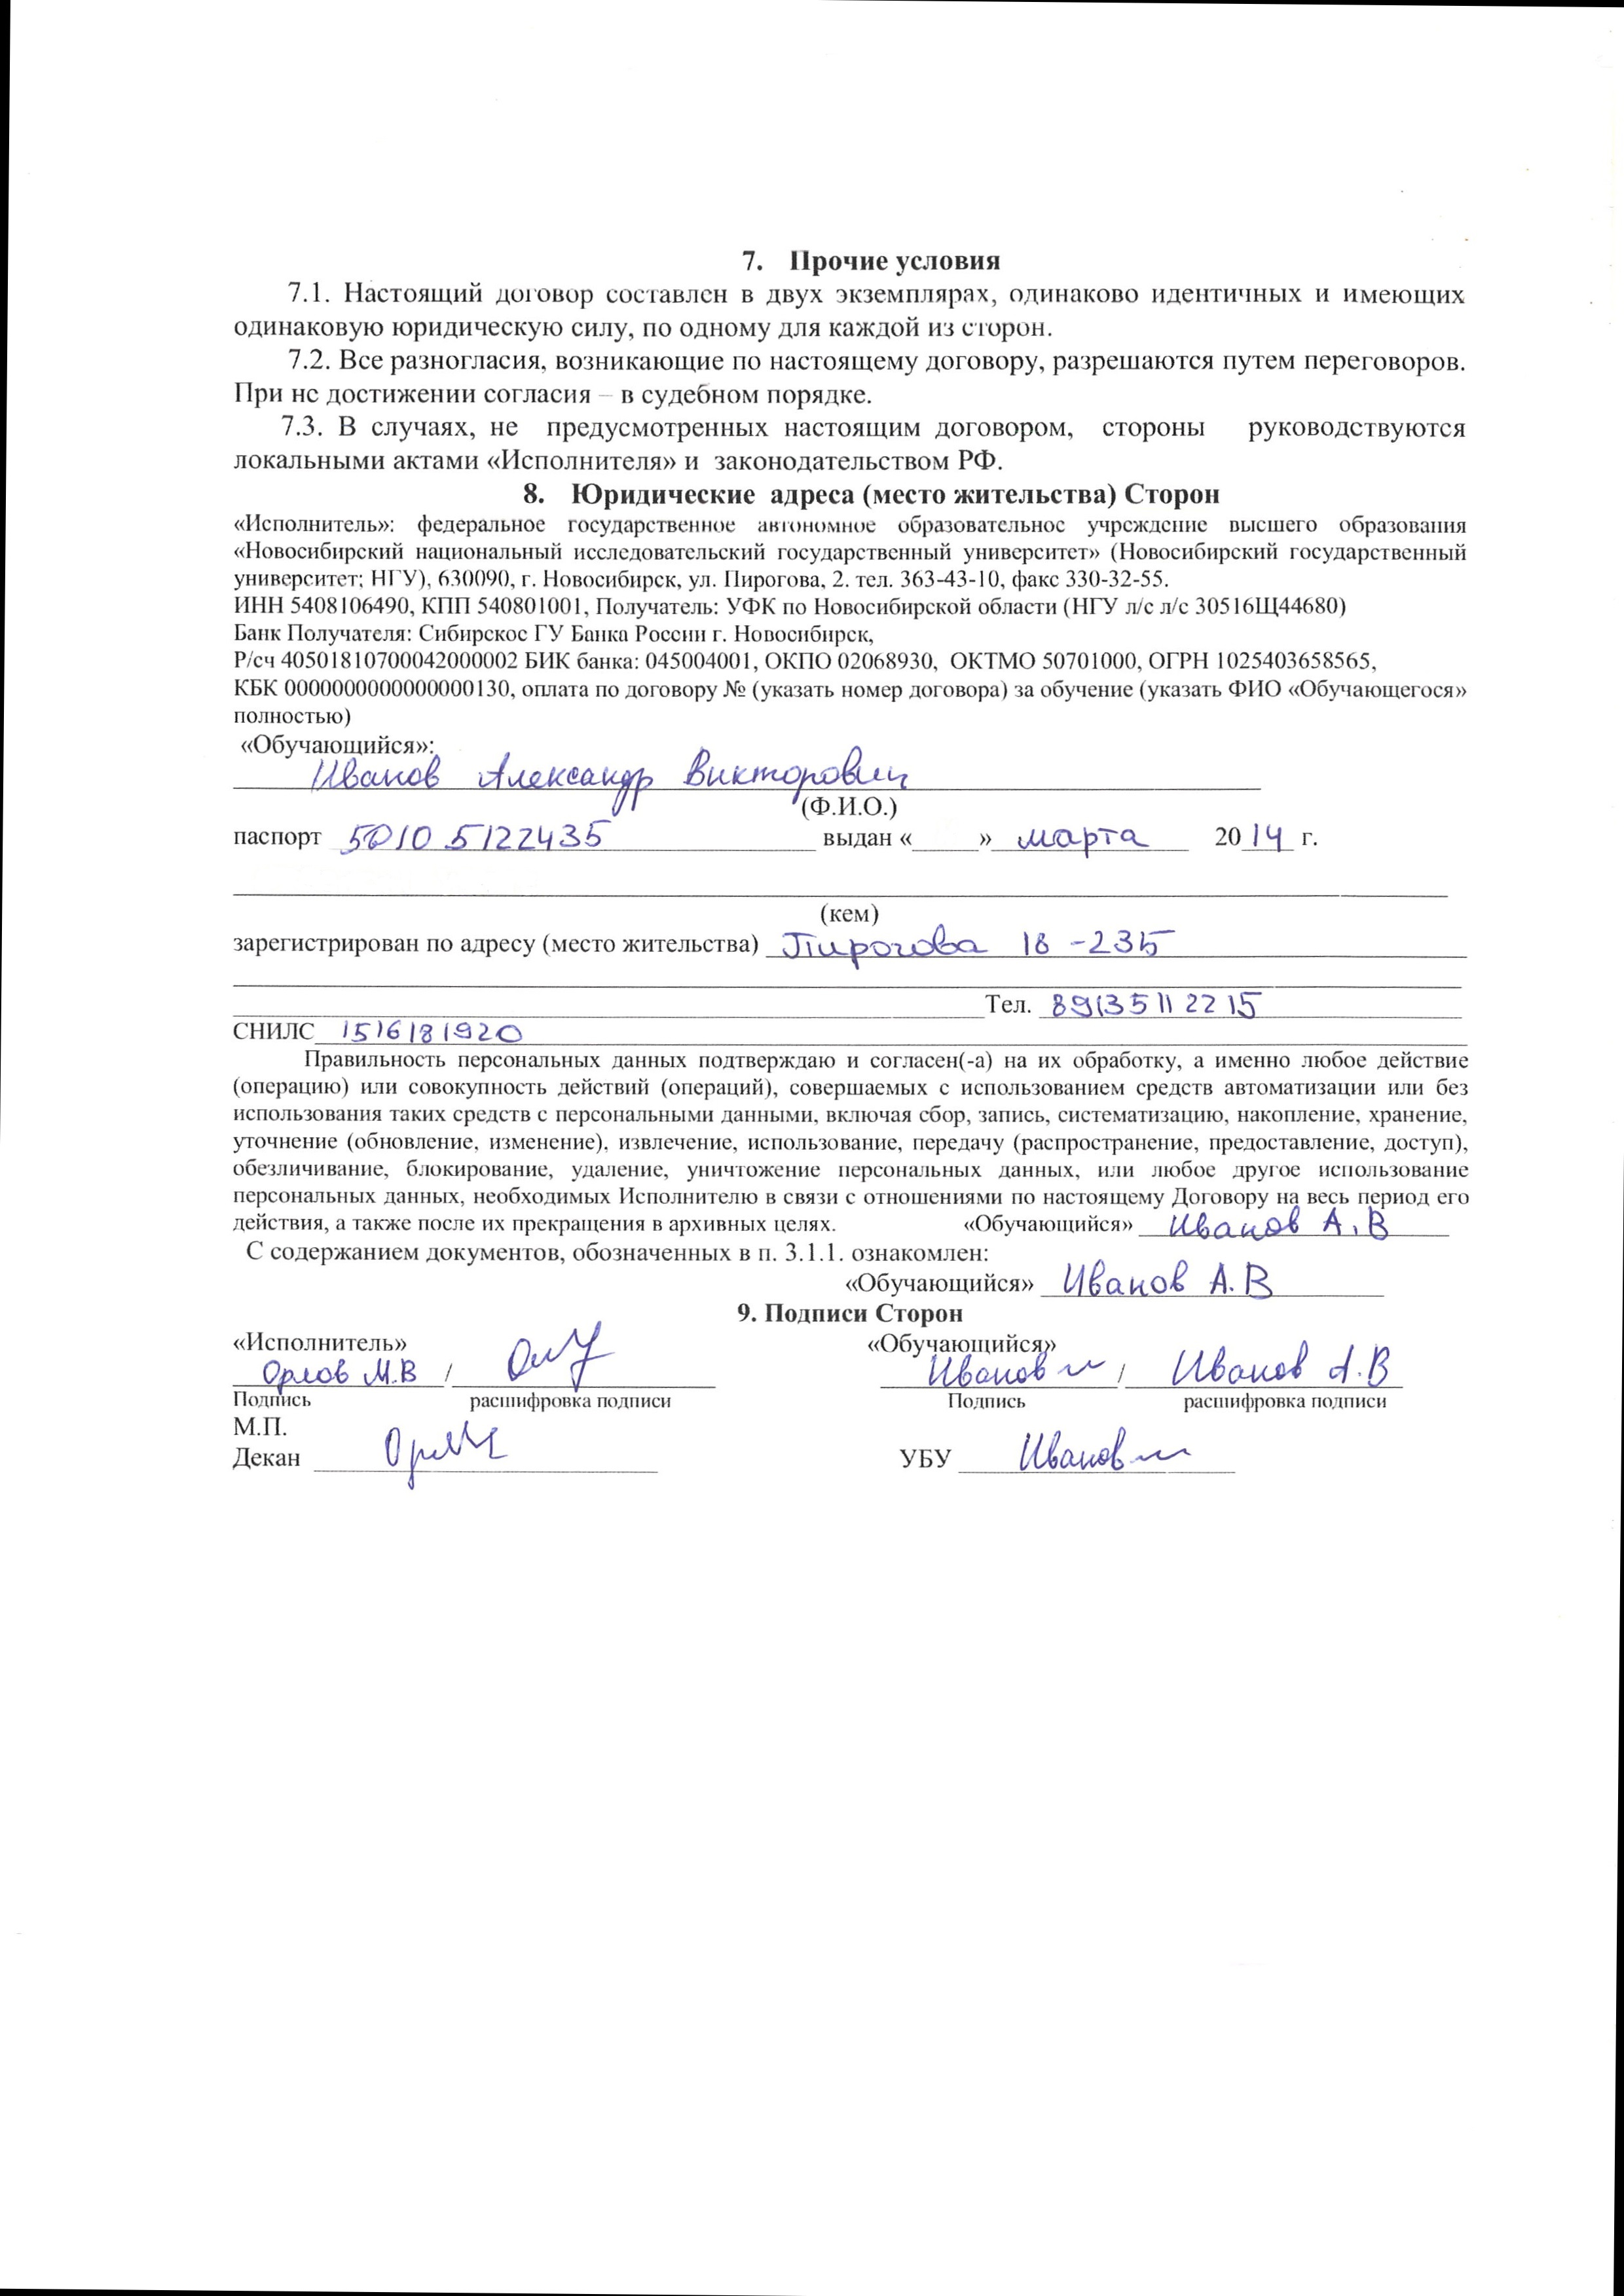 7. Прочие условия
7.1. Настоящий договор составлен в двух экземплярах, одинаково идентичных и имеющих
одинаковую юридическую силу, по одному для каждой из сторон.
7.2. Все разногласия, возникающие по настоящему договору, разрешаются путем переговоров.
При не достижении согласия – в судебном порядке.
7.3. В случаях, не предусмотренных настоящим договором, стороны руководствуются
локальными актами «Исполнителя» и законодательством РФ.
8. Юридические адреса (место жительства) Сторон
«Исполнитель»: федеральное государственное автономное образовательное учреждение высшего образования
«Новосибирский национальный исследовательский государственный университет» (Новосибирский государственный
университет; НГУ), 630090, г. Новосибирск, ул. Пирогова, 2. тел. 363-43-10, факс 330-32-55.
ИНН 5408106490, КПП 540801001, Получатель: УФК по Новосибирской области (НГУ л/с л/с 30516Щ44680)
Банк Получателя: Сибирское ГУ Банка России г. Новосибирск,
Р/сч 40501810700042000002 БИК банка: 045004001, ОКПО 02068930, ОКТМО 50701000, ОГРН 1025403658565,
КБК 00000000000000000130, оплата по договору № (указать номер договора) за обучение (указать ФИО «Обучающегося»
полностью)
«Обучающийся»:
Иванов Александр Викторович
(Ф.И.О.)
паспорт 5010 5122435 выдан « » марта 2014 г.
(кем)
зарегистрирован по адресу (место жительства) Пирогова 18 -235
Тел. 8913511 22 15
СНИЛС 1516181920
Правильность персональных данных подтверждаю и согласен(-а) на их обработку, а именно любое действие
(операцию) или совокупность действий (операций), совершаемых с использованием средств автоматизации или без
использования таких средств с персональными данными, включая сбор, запись, систематизацию, накопление, хранение,
уточнение (обновление, изменение), извлечение, использование, передачу (распространение, предоставление, доступ),
обезличивание, блокирование, удаление, уничтожение персональных данных, или любое другое использование
персональных данных, необходимых Исполнителю в связи с отношениями по настоящему Договору на весь период его
действия, а также после их прекращения в архивных целях. «Обучающийся» Иванов А.В
С содержанием документов, обозначенных в п. 3.1.1. ознакомлен:
«Обучающийся» Иванов А.В
9. Подписи Сторон
«Исполнитель» «Обучающийся»
Орлов М.В / Иванов / Иванов А.В
Подпись расшифровка подписи Подпись расшифровка подписи
М.П.
Декан УБУ Иванов